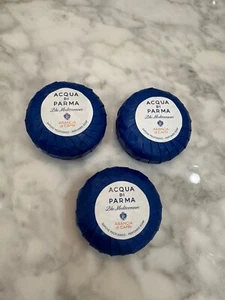 ACQUA
DI
PARMA
Blu Mediterraneo
ARANCIA
DI CAPRI
ACQUA
DI
PARMA
Blu Mediterraneo
ARANCIA
DI CAPRI
ACQUA
DI
PARMA
Blu Mediterraneo
ARANCIA
DI CAPRI